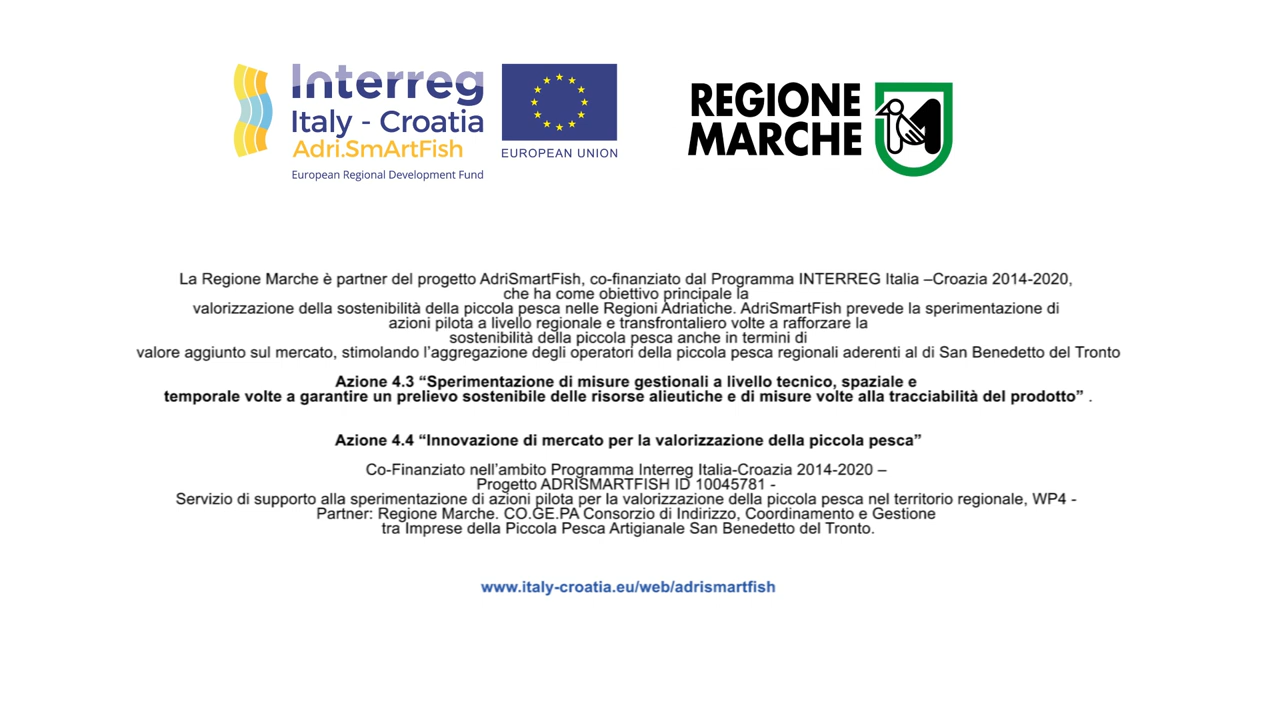 Interreg
Italy - Croatia
Adri.SmArtFish
European Regional Development Fund
EUROPEAN UNION
REGIONE
MARCHE
La Regione Marche è partner del progetto AdriSmartFish, co-finanziato dal Programma INTERREG Italia –Croazia 2014-2020,
che ha come obiettivo principale la
valorizzazione della sostenibilità della piccola pesca nelle Regioni Adriatiche. AdriSmartFish prevede la sperimentazione di
azioni pilota a livello regionale e transfrontaliero volte a rafforzare la
sostenibilità della piccola pesca anche in termini di
valore aggiunto sul mercato, stimolando l’aggregazione degli operatori della piccola pesca regionali aderenti al di San Benedetto del Tronto
Azione 4.3 “Sperimentazione di misure gestionali a livello tecnico, spaziale e
temporale volte a garantire un prelievo sostenibile delle risorse alieutiche e di misure volte alla tracciabilità del prodotto” .
Azione 4.4 “Innovazione di mercato per la valorizzazione della piccola pesca”
Co-Finanziato nell’ambito Programma Interreg Italia-Croazia 2014-2020 –
Progetto ADRISMARTFISH ID 10045781 -
Servizio di supporto alla sperimentazione di azioni pilota per la valorizzazione della piccola pesca nel territorio regionale, WP4 -
Partner: Regione Marche. CO.GE.PA Consorzio di Indirizzo, Coordinamento e Gestione
tra Imprese della Piccola Pesca Artigianale San Benedetto del Tronto.
www.italy-croatia.eu/web/adrismartfish